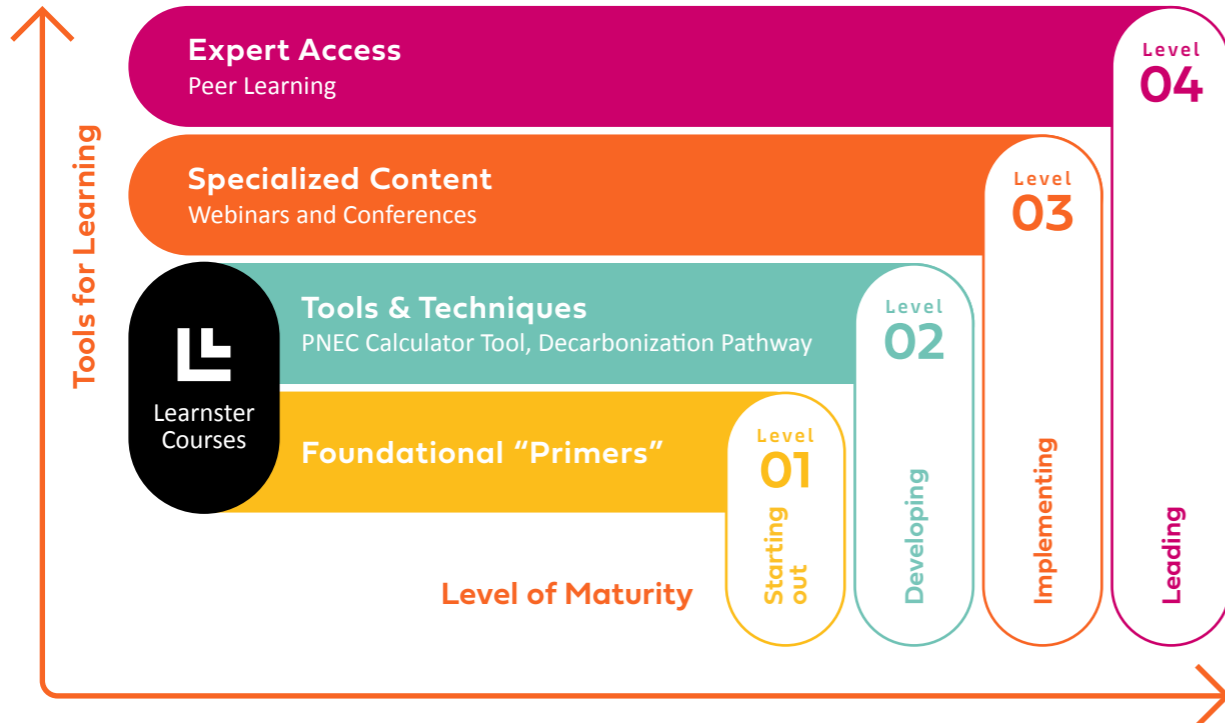 Tools for Learning
Expert Access
Peer Learning
Level
04
Specialized Content
Webinars and Conferences
Level
03
Learnster
Courses
Tools & Techniques
PNEC Calculator Tool, Decarbonization Pathway
Level
02
Foundational “Primers”
Level
01
Level of Maturity
Starting
out
Developing
Implementing
Leading